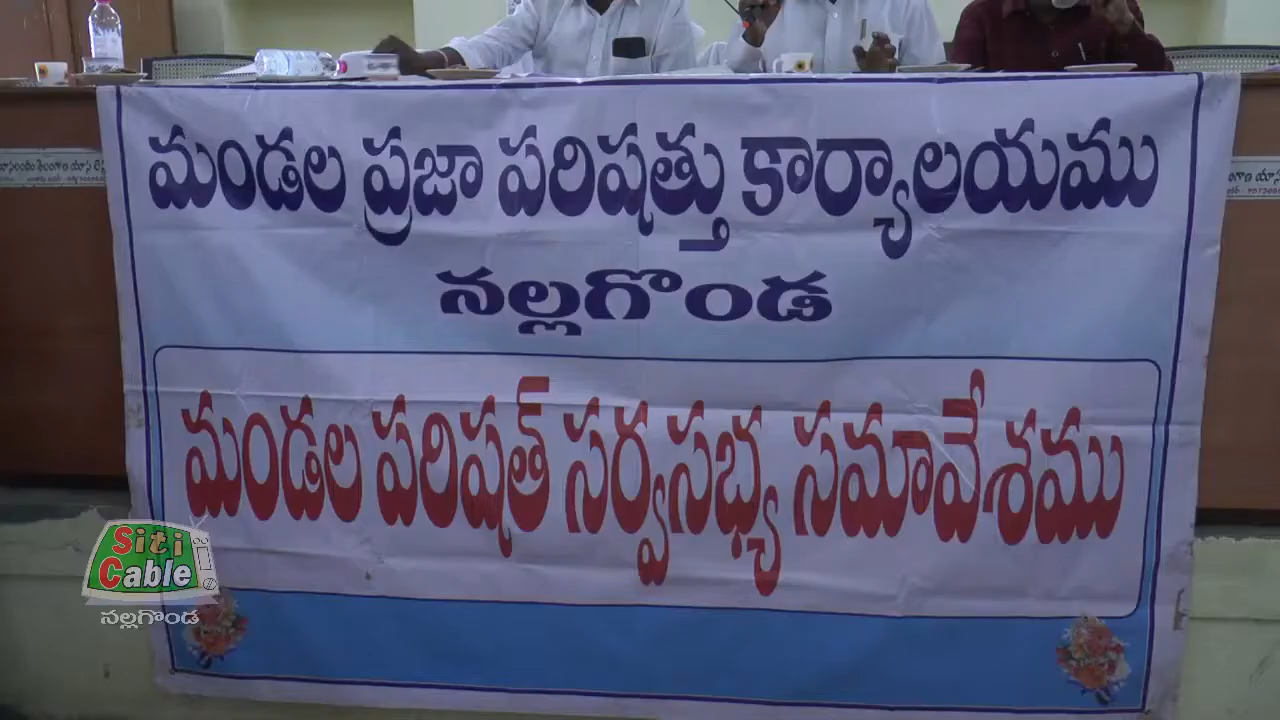 మండల ప్రజా పరిషత్తు కార్యాలయము
నల్లగొండ
మండల పరిషత్ సర్వసభ్య సమావేశము
Siti
Cable
నల్లగొండ